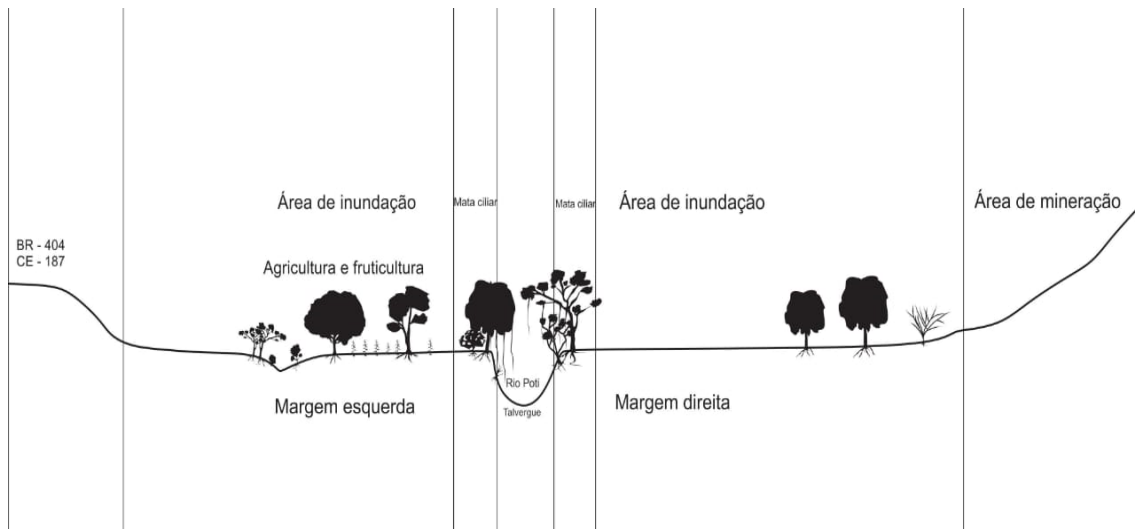 Área de inundação
Mata ciliar
Mata ciliar
Área de inundação
Área de mineração
BR - 404
CE - 187
Agricultura e fruticultura
Rio Poti
Talvergue
Margem esquerda
Margem direita